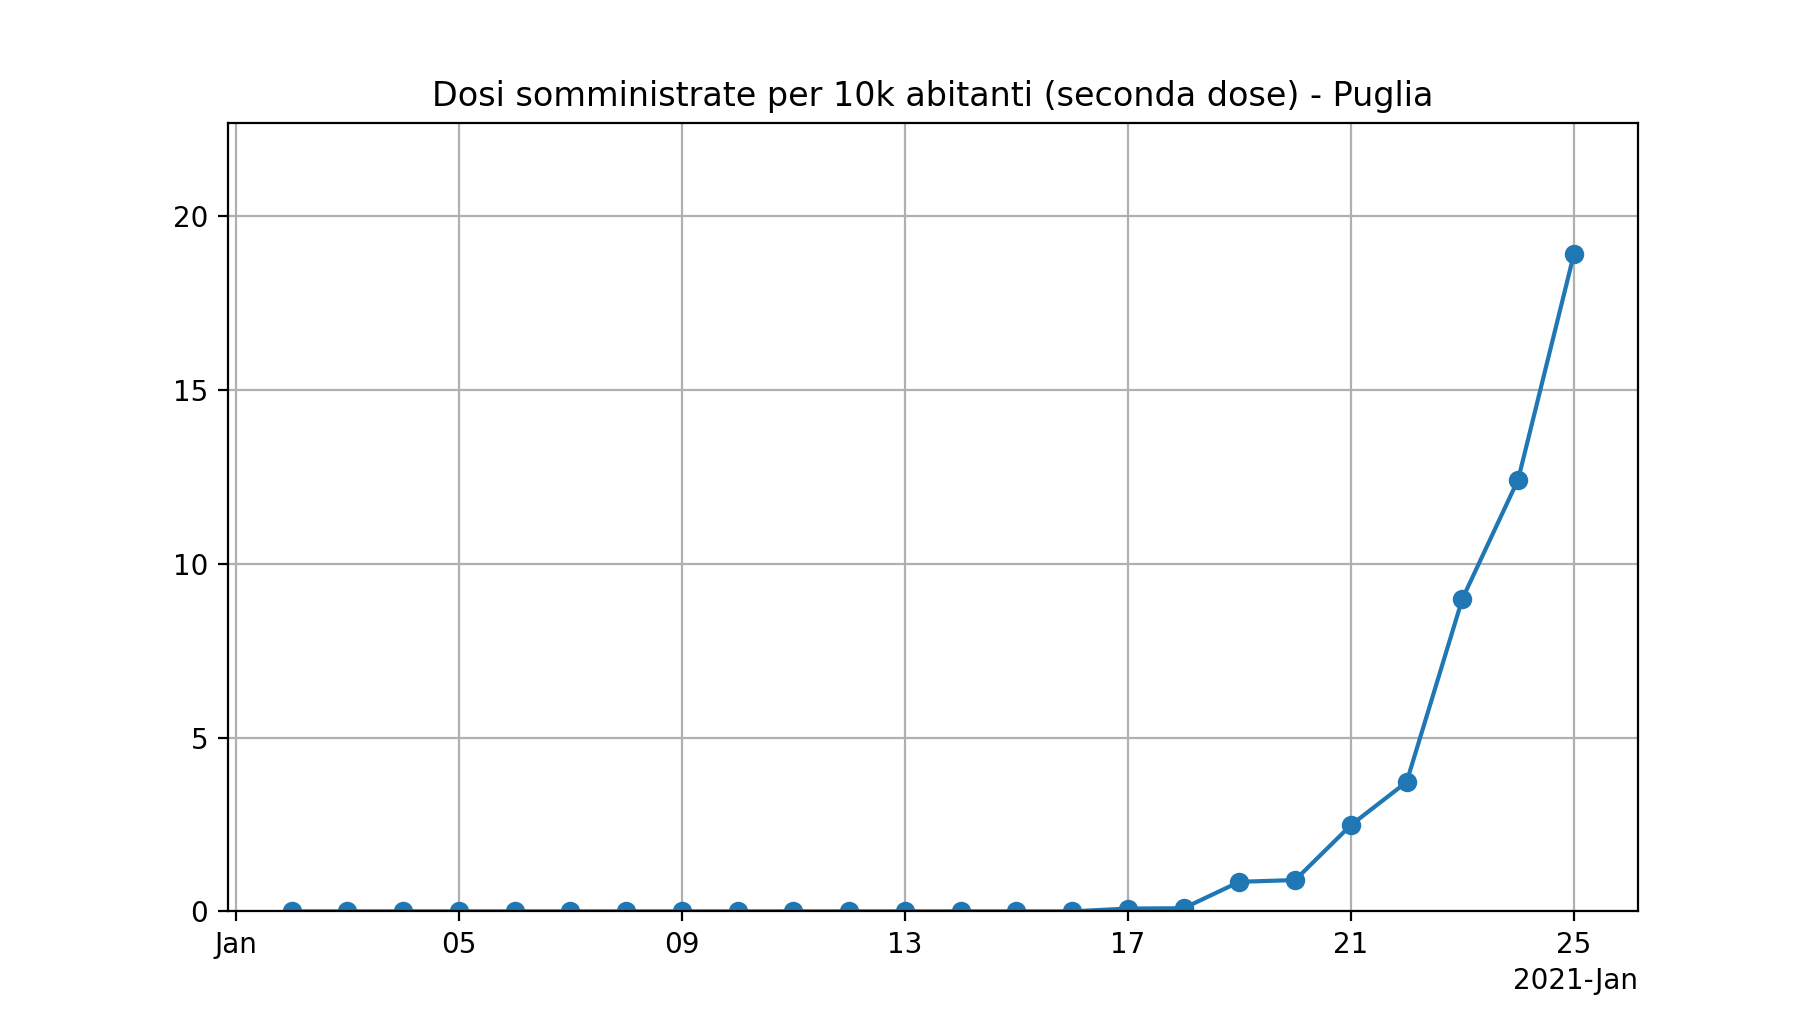 Dosi somministrate per 10k abitanti (seconda dose) - Puglia
20
15
10
5
0
Jan 05 09 13 17 21 25
2021-Jan